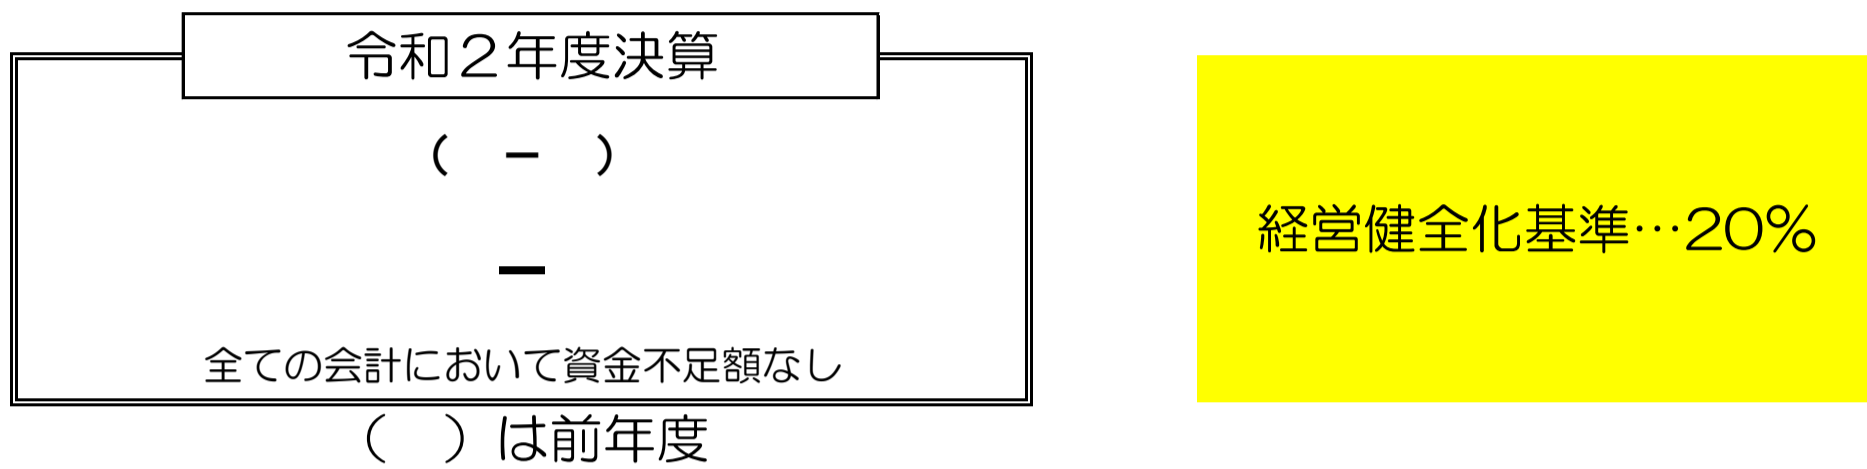 令和２年度決算
（　－　）
－
全ての会計において資金不足額なし
（　）は前年度
経営健全化基準…20%